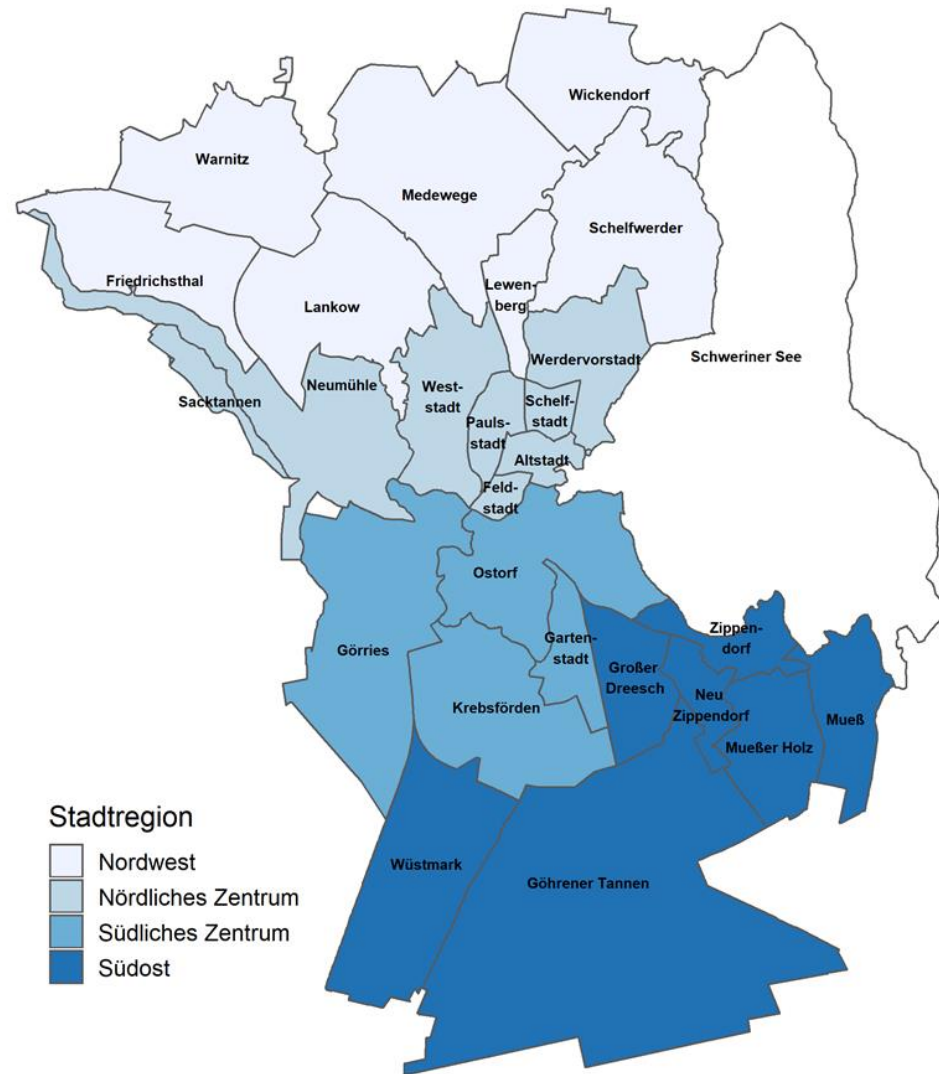 Wickendorf
Warnitz
Medewege
Schelfwerder
Friedrichsthal
Lewen-
berg
Lankow
Schweriner See
Werdervorstadt
Neumühle
West-
stadt
Sacktannen
Schelf-
stadt
Pauls-
stadt
Altstadt
Feld-
stadt
Ostorf
Zippen-
dorf
Garten-
stadt
Görries
Großer
Dreesch
Neu
Zippendorf
Krebsförden
Mueß
Mueßer Holz
Wüstmark
Göhrener Tannen
Stadtregion
Nordwest
Nördliches Zentrum
Südliches Zentrum
Südost